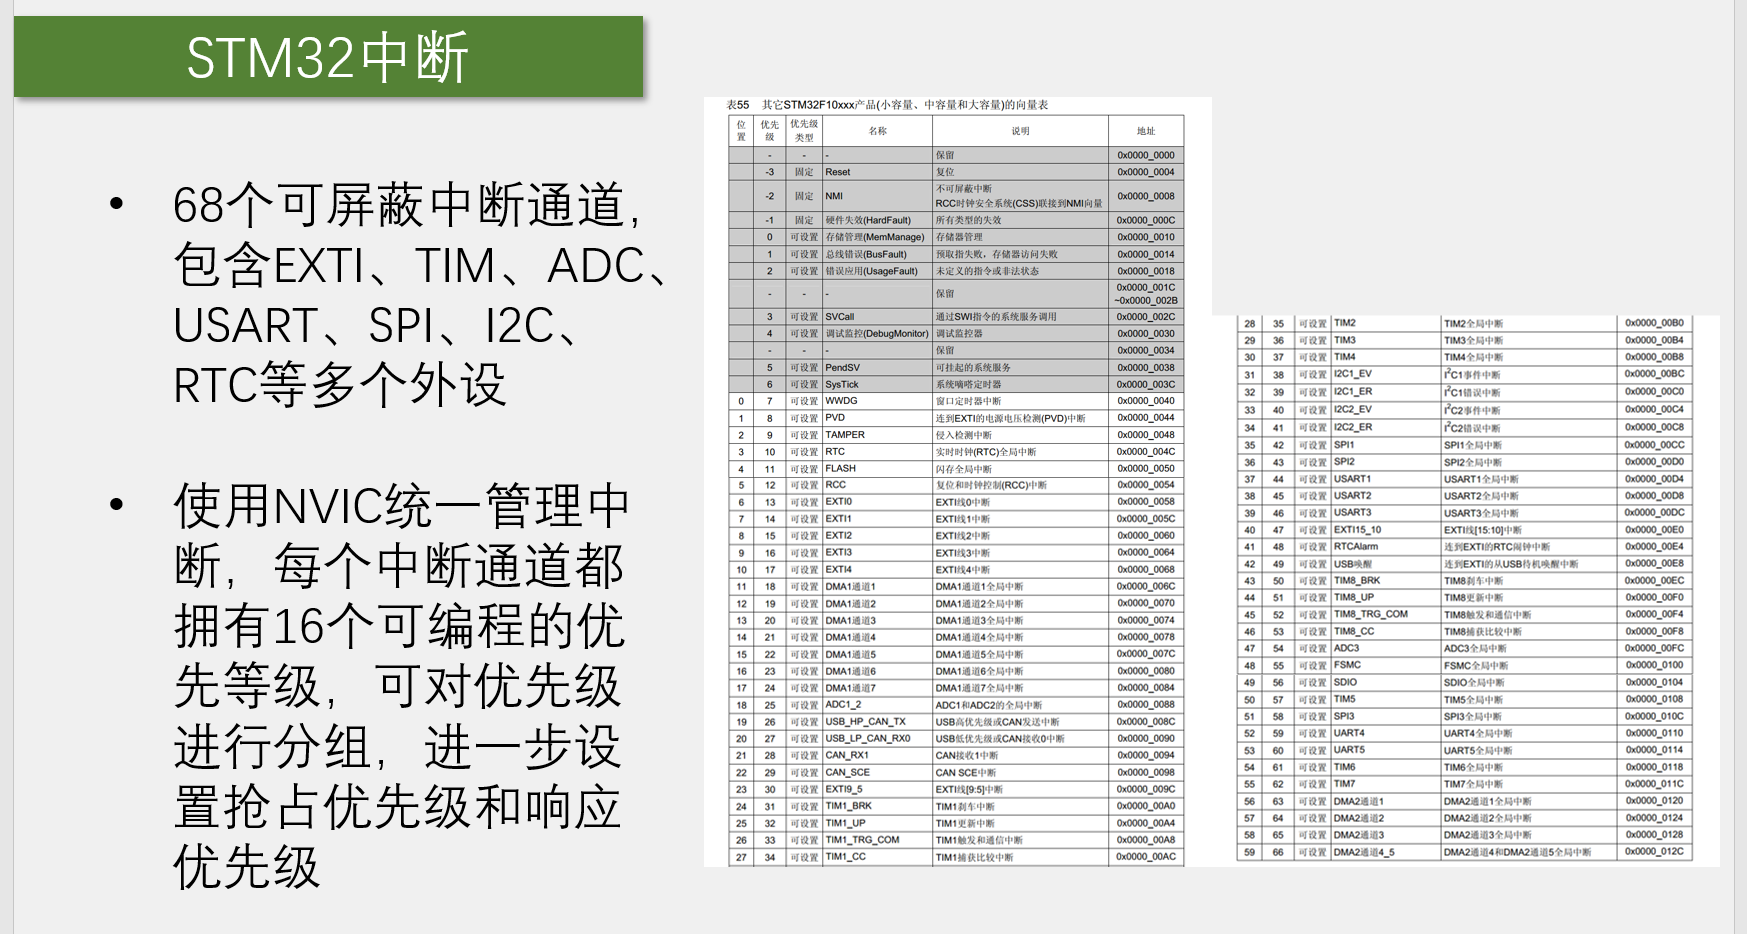 STM32中断
• 68个可屏蔽中断通道，
包含EXTI、TIM、ADC、
USART、SPI、I2C、
RTC等多个外设
• 使用NVIC统一管理中
断，每个中断通道都
拥有16个可编程的优
先等级，可对优先级
进行分组，进一步设
置抢占优先级和响应
优先级
表55 其它STM32F10xxx产品(小容量、中容量和大容量)的向量表
位置 优先级 优先级类型 名称 说明 地址
- - - 保留 0x0000_0000
-3 固定 Reset 复位 0x0000_0004
-2 固定 NMI 不可屏蔽中断 RCC时钟安全系统(CSS)联接到NMI向量 0x0000_0008
-1 固定 硬件失效(HardFault) 所有类型的失效 0x0000_000C
0 可设置 存储管理(MemManage) 存储器管理 0x0000_0010
1 可设置 总线错误(BusFault) 预取指失败，存储器访问失败 0x0000_0014
2 可设置 错误应用(UsageFault) 未定义的指令或非法状态 0x0000_0018
- - - 保留 0x0000_001C ~0x0000_002B
3 可设置 SVCall 通过SWI指令的系统服务调用 0x0000_002C
4 可设置 调试监控(DebugMonitor) 调试监控器 0x0000_0030
- - - 保留 0x0000_0034
5 可设置 PendSV 可挂起的系统服务 0x0000_0038
6 可设置 SysTick 系统嘀嗒定时器 0x0000_003C
0 7 可设置 WWDG 窗口定时器中断 0x0000_0040
1 8 可设置 PVD 连到EXTI的电源电压检测(PVD)中断 0x0000_0044
2 9 可设置 TAMPER 侵入检测中断 0x0000_0048
3 10 可设置 RTC 实时时钟(RTC)全局中断 0x0000_004C
4 11 可设置 FLASH 闪存全局中断 0x0000_0050
5 12 可设置 RCC 复位和时钟控制(RCC)中断 0x0000_0054
6 13 可设置 EXTI0 EXTI线0中断 0x0000_0058
7 14 可设置 EXTI1 EXTI线1中断 0x0000_005C
8 15 可设置 EXTI2 EXTI线2中断 0x0000_0060
9 16 可设置 EXTI3 EXTI线3中断 0x0000_0064
10 17 可设置 EXTI4 EXTI线4中断 0x0000_0068
11 18 可设置 DMA1通道1 DMA1通道1全局中断 0x0000_006C
12 19 可设置 DMA1通道2 DMA1通道2全局中断 0x0000_0070
13 20 可设置 DMA1通道3 DMA1通道3全局中断 0x0000_0074
14 21 可设置 DMA1通道4 DMA1通道4全局中断 0x0000_0078
15 22 可设置 DMA1通道5 DMA1通道5全局中断 0x0000_007C
16 23 可设置 DMA1通道6 DMA1通道6全局中断 0x0000_0080
17 24 可设置 DMA1通道7 DMA1通道7全局中断 0x0000_0084
18 25 可设置 ADC1_2 ADC1和ADC2的全局中断 0x0000_0088
19 26 可设置 USB_HP_CAN_TX USB高优先级或CAN发送中断 0x0000_008C
20 27 可设置 USB_LP_CAN_RX0 USB低优先级或CAN接收0中断 0x0000_0090
21 28 可设置 CAN_RX1 CAN接收1中断 0x0000_0094
22 29 可设置 CAN_SCE CAN SCE中断 0x0000_0098
23 30 可设置 EXTI9_5 EXTI线[9:5]中断 0x0000_009C
24 31 可设置 TIM1_BRK TIM1刹车中断 0x0000_00A0
25 32 可设置 TIM1_UP TIM1更新中断 0x0000_00A4
26 33 可设置 TIM1_TRG_COM TIM1触发和通信中断 0x0000_00A8
27 34 可设置 TIM1_CC TIM1捕获比较中断 0x0000_00AC
28 35 可设置 TIM2 TIM2全局中断 0x0000_00B0
29 36 可设置 TIM3 TIM3全局中断 0x0000_00B4
30 37 可设置 TIM4 TIM4全局中断 0x0000_00B8
31 38 可设置 I2C1_EV I²C1事件中断 0x0000_00BC
32 39 可设置 I2C1_ER I²C1错误中断 0x0000_00C0
33 40 可设置 I2C2_EV I²C2事件中断 0x0000_00C4
34 41 可设置 I2C2_ER I²C2错误中断 0x0000_00C8
35 42 可设置 SPI1 SPI1全局中断 0x0000_00CC
36 43 可设置 SPI2 SPI2全局中断 0x0000_00D0
37 44 可设置 USART1 USART1全局中断 0x0000_00D4
38 45 可设置 USART2 USART2全局中断 0x0000_00D8
39 46 可设置 USART3 USART3全局中断 0x0000_00DC
40 47 可设置 EXTI15_10 EXTI线[15:10]中断 0x0000_00E0
41 48 可设置 RTCAlarm 连到EXTI的RTC闹钟中断 0x0000_00E4
42 49 可设置 USB唤醒 连到EXTI的从USB待机唤醒中断 0x0000_00E8
43 50 可设置 TIM8_BRK TIM8刹车中断 0x0000_00EC
44 51 可设置 TIM8_UP TIM8更新中断 0x0000_00F0
45 52 可设置 TIM8_TRG_COM TIM8触发和通信中断 0x0000_00F4
46 53 可设置 TIM8_CC TIM8捕获比较中断 0x0000_00F8
47 54 可设置 ADC3 ADC3全局中断 0x0000_00FC
48 55 可设置 FSMC FSMC全局中断 0x0000_0100
49 56 可设置 SDIO SDIO全局中断 0x0000_0104
50 57 可设置 TIM5 TIM5全局中断 0x0000_0108
51 58 可设置 SPI3 SPI3全局中断 0x0000_010C
52 59 可设置 UART4 UART4全局中断 0x0000_0110
53 60 可设置 UART5 UART5全局中断 0x0000_0114
54 61 可设置 TIM6 TIM6全局中断 0x0000_0118
55 62 可设置 TIM7 TIM7全局中断 0x0000_011C
56 63 可设置 DMA2通道1 DMA2通道1全局中断 0x0000_0120
57 64 可设置 DMA2通道2 DMA2通道2全局中断 0x0000_0124
58 65 可设置 DMA2通道3 DMA2通道3全局中断 0x0000_0128
59 66 可设置 DMA2通道4_5 DMA2通道4和DMA2通道5全局中断 0x0000_012C